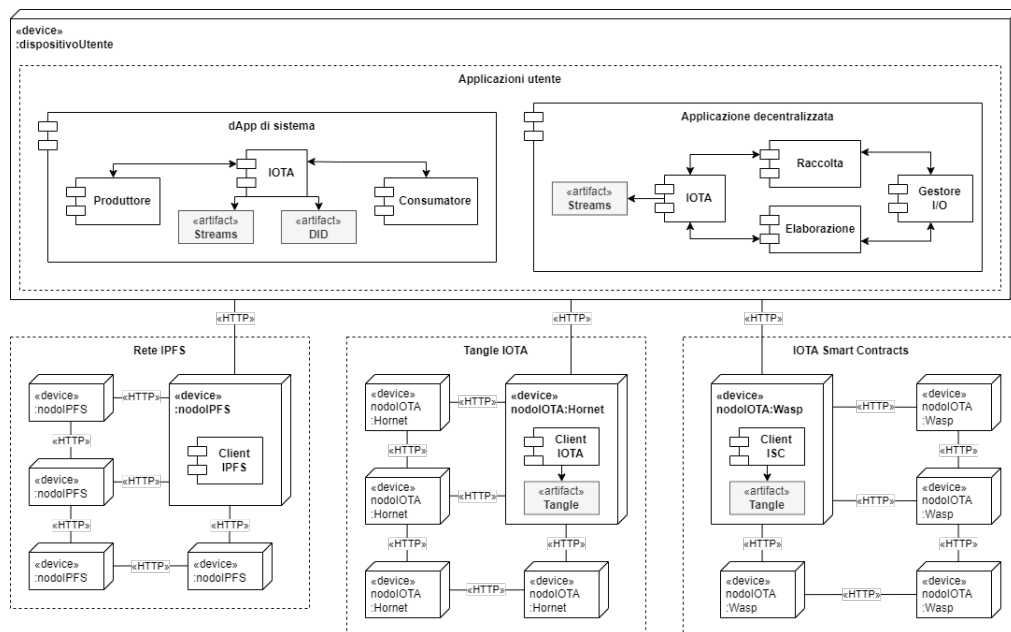 «device»
:dispositivoUtente
Applicazioni utente
dApp di sistema
IOTA
Produttore
Consumatore
«artifact»
Streams
«artifact»
DID
Applicazione decentralizzata
Raccolta
«artifact»
Streams
IOTA
Gestore
I/O
Elaborazione
«HTTP»
«HTTP»
«HTTP»
Rete IPFS
«device»
:nodoIPFS
«HTTP»
«device»
:nodoIPFS
«HTTP»
Client
IPFS
«device»
:nodoIPFS
«HTTP»
«HTTP»
«HTTP»
«device»
:nodoIPFS
«HTTP»
«device»
:nodoIPFS
Tangle IOTA
«device»
nodoIOTA
:Hornet
«HTTP»
«device»
nodoIOTA:Hornet
«HTTP»
Client
IOTA
«device»
nodoIOTA
:Hornet
«HTTP»
«artifact»
Tangle
«HTTP»
«HTTP»
«device»
nodoIOTA
:Hornet
«HTTP»
«device»
nodoIOTA
:Hornet
IOTA Smart Contracts
«device»
nodoIOTA:Wasp
«HTTP»
«device»
nodoIOTA
:Wasp
Client
ISC
«HTTP»
«artifact»
Tangle
«HTTP»
«device»
nodoIOTA
:Wasp
«HTTP»
«HTTP»
«device»
nodoIOTA
:Wasp
«HTTP»
«device»
nodoIOTA
:Wasp